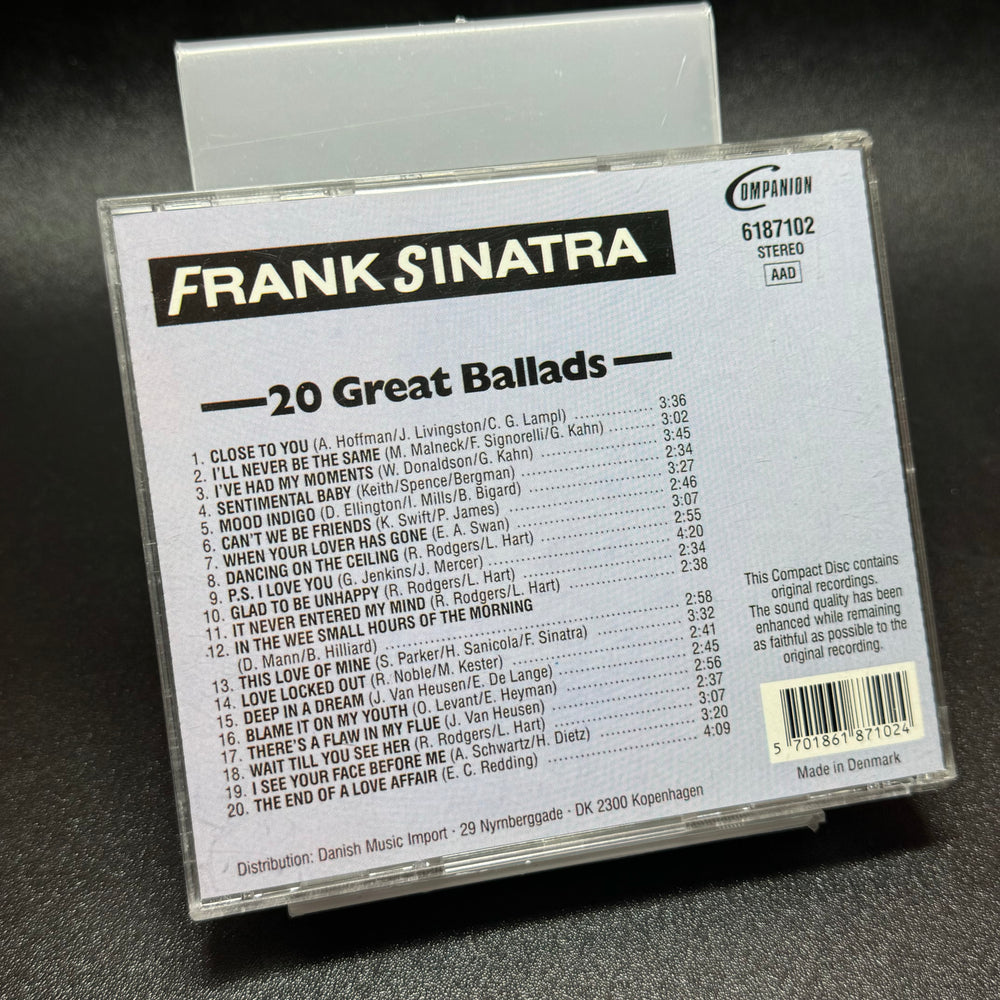 COMPANION
6187102
STEREO
AAD
FRANK SINATRA
20 Great Ballads
1. CLOSE TO YOU (A. Hoffman/J. Livingston/C. G. Lampl) 3:36
2. I'LL NEVER BE THE SAME (M. Malneck/F. Signorelli/G. Kahn) 3:02
3. I'VE HAD MY MOMENTS (W. Donaldson/G. Kahn) 3:45
4. SENTIMENTAL BABY (Keith/Spence/Bergman) 2:34
5. MOOD INDIGO (D. Ellington/I. Mills/B. Bigard) 3:27
6. CAN'T WE BE FRIENDS (K. Swift/P. James) 2:46
7. WHEN YOUR LOVER HAS GONE (E. A. Swan) 3:07
8. DANCING ON THE CEILING (R. Rodgers/L. Hart) 2:55
9. P.S. I LOVE YOU (G. Jenkins/J. Mercer) 4:20
10. GLAD TO BE UNHAPPY (R. Rodgers/L. Hart) 2:34
11. IT NEVER ENTERED MY MIND (R. Rodgers/L. Hart) 2:38
12. IN THE WEE SMALL HOURS OF THE MORNING
(D. Mann/B. Hilliard) 2:58
13. THIS LOVE OF MINE (S. Parker/H. Sanicola/F. Sinatra) 3:32
14. LOVE LOCKED OUT (R. Noble/M. Kester) 2:41
15. DEEP IN A DREAM (J. Van Heusen/E. De Lange) 2:45
16. BLAME IT ON MY YOUTH (O. Levant/E. Heyman) 2:56
17. THERE'S A FLAW IN MY FLUE (J. Van Heusen) 2:37
18. WAIT TILL YOU SEE HER (R. Rodgers/L. Hart) 3:07
19. I SEE YOUR FACE BEFORE ME (A. Schwartz/H. Dietz) 3:20
20. THE END OF A LOVE AFFAIR (E. C. Redding) 4:09
This Compact Disc contains
original recordings.
The sound quality has been
enhanced while remaining
as faithful as possible to the
original recording.
5 701861 871024
Made in Denmark
Distribution: Danish Music Import · 29 Nyrnberggade · DK 2300 Kopenhagen